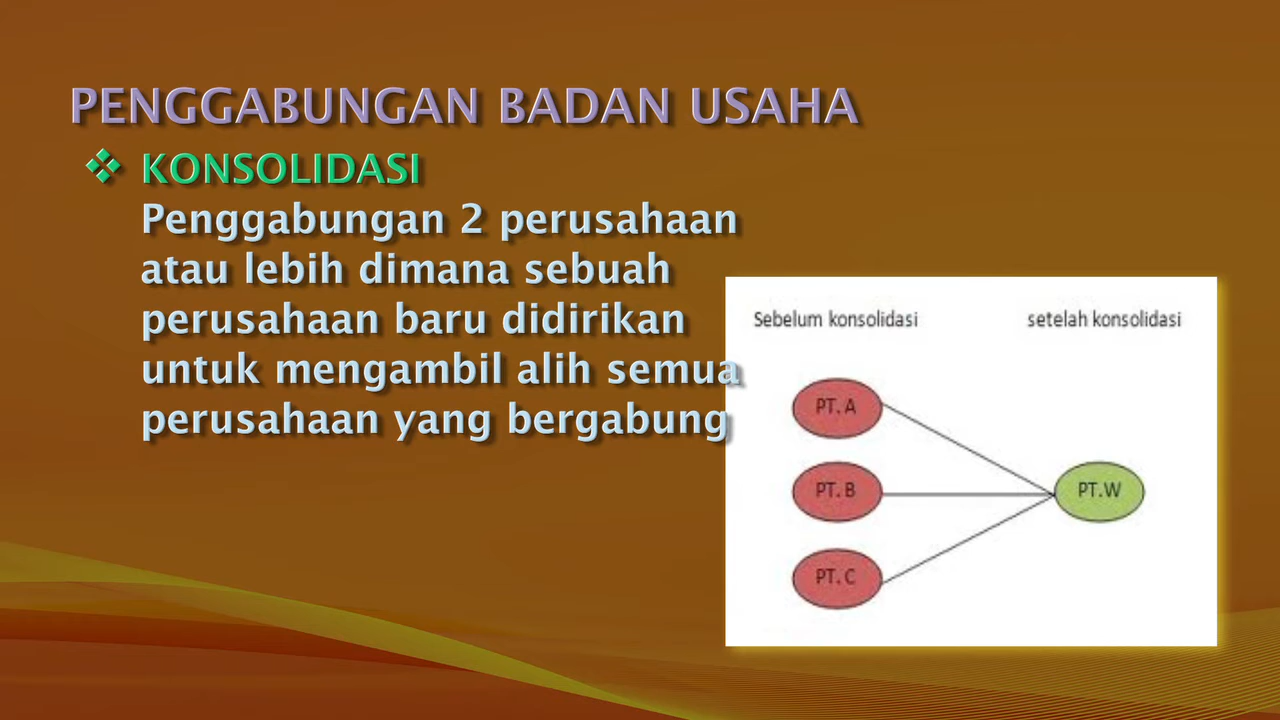 PENGGABUNGAN BADAN USAHA
KONSOLIDASI
Penggabungan 2 perusahaan
atau lebih dimana sebuah
perusahaan baru didirikan
untuk mengambil alih semua
perusahaan yang bergabung
Sebelum konsolidasi
setelah konsolidasi
PT. A
PT. B
PT.W
PT. C